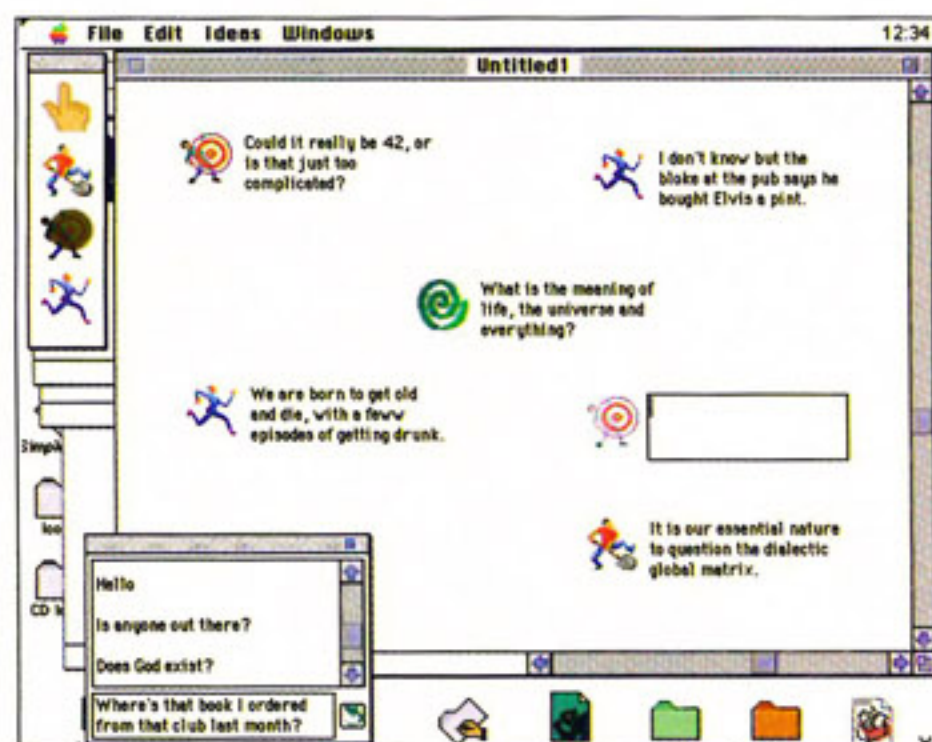 File Edit Ideas Windows
12:34
Untitled1
Could it really be 42, or
is that just too
complicated?
I don't know but the
bloke at the pub says he
bought Elvis a pint.
What is the meaning of
life, the universe and
everything?
We are born to get old
and die, with a feww
episodes of getting drunk.
It is our essential nature
to question the dialectic
global matrix.
Hello
Is anyone out there?
Does God exist?
Where's that book I ordered
from that club last month?
CD